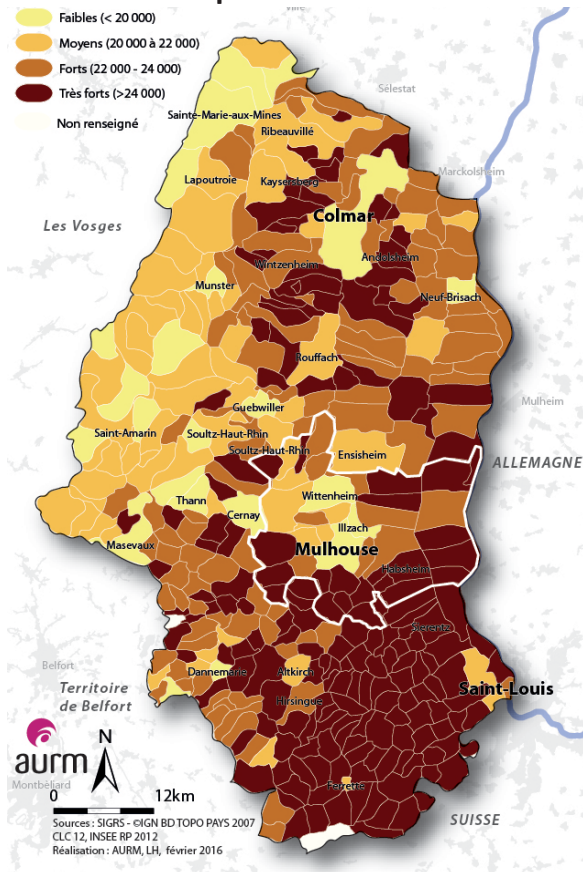 Faibles (< 20 000)
Moyens (20 000 à 22 000)
Forts (22 000 - 24 000)
Très forts (>24 000)
Non renseigné
Ville
Sélestat
Sainte-Marie-aux-Mines
Ribeauvillé
Marckolsheim
Lapoutroie
Kaysersberg
Colmar
Les Vosges
Wintzenheim
Andolsheim
Munster
Neuf-Brisach
Rouffach
Mulheim
Guebwiller
Saint-Amarin
Soultz-Haut-Rhin
Soultz-Haut-Rhin
Ensisheim
ALLEMAGNE
Thann
Wittenheim
Cernay
Illzach
Masevaux
Mulhouse
Habsheim
Sierentz
Belfort
Dannemarie
Altkirch
Saint-Louis
Territoire
de Belfort
Hirsingue
aurm
N
Montbéliard
Ferrette
0 12km
SUISSE
Sources : SIGRS - ©IGN BD TOPO PAYS 2007
CLC 12, INSEE RP 2012
Réalisation : AURM, LH, février 2016